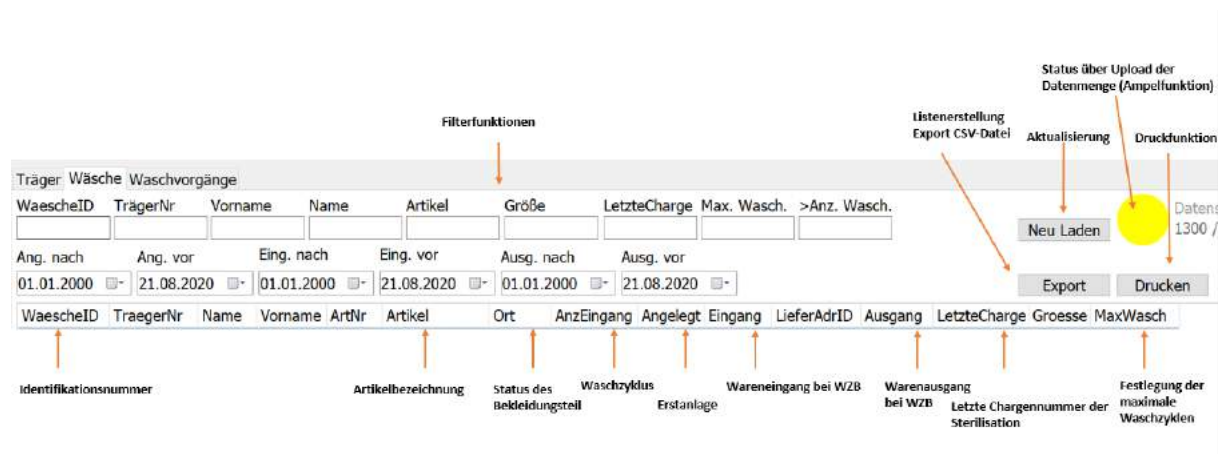 Status über Upload der
Datenmenge (Ampelfunktion)
Filterfunktionen
Listenerstellung
Export CSV-Datei
Aktualisierung
Druckfunktion
Träger Wäsche Waschvorgänge
WaescheID TrägerNr Vorname Name Artikel Größe LetzteCharge Max. Wasch. >Anz. Wasch.
Neu Laden
Datens
1300 /
Ang. nach Ang. vor Eing. nach Eing. vor Ausg. nach Ausg. vor
01.01.2000 21.08.2020 01.01.2000 21.08.2020 01.01.2000 21.08.2020
Export Drucken
WaescheID TraegerNr Name Vorname ArtNr Artikel Ort AnzEingang Angelegt Eingang LieferAdrID Ausgang LetzteCharge Groesse MaxWasch
Identifikationsnummer
Artikelbezeichnung
Status des
Bekleidungsteil
Waschzyklus
Erstanlage
Wareneingang bei WZB
Warenausgang
bei WZB
Letzte Chargennummer der
Sterilisation
Festlegung der
maximale
Waschzyklen